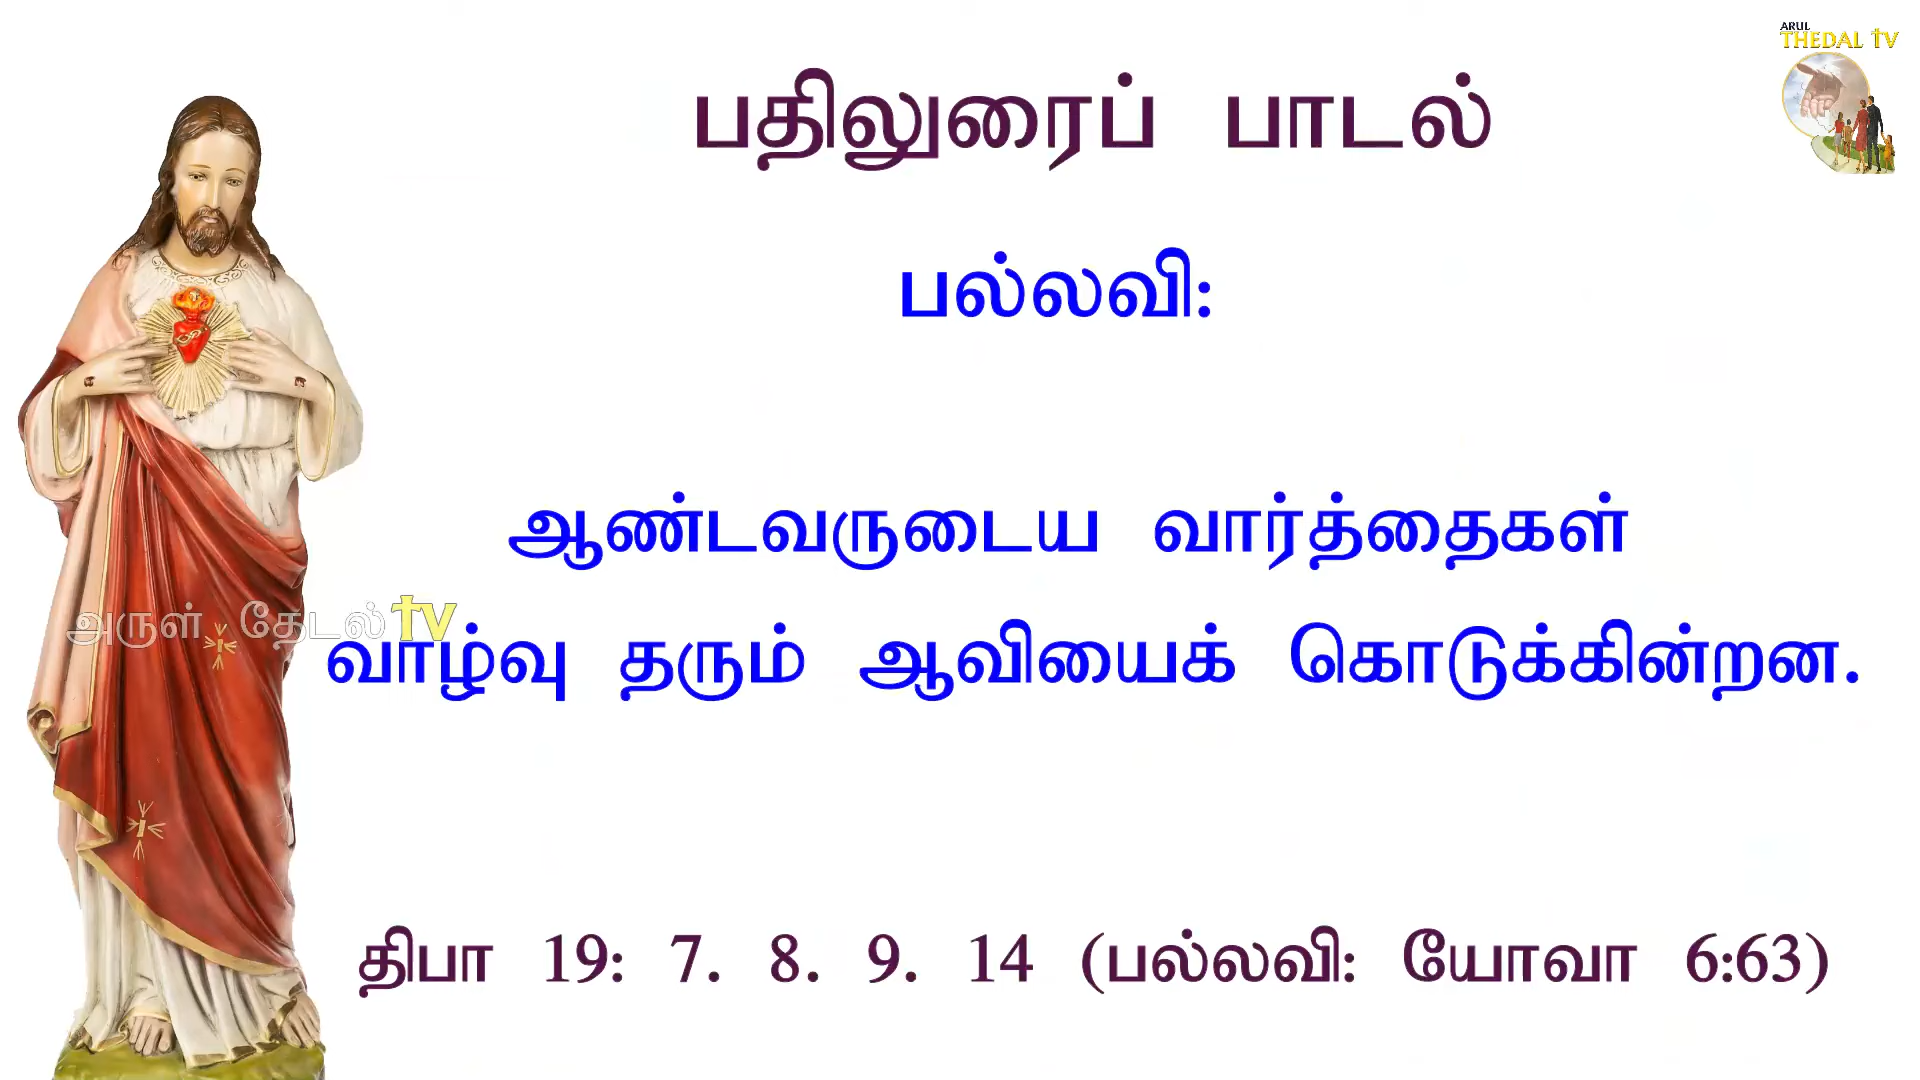 ARUL
THEDAL TV
பதிலுரைப் பாடல்
பல்லவி:
ஆண்டவருடைய வார்த்தைகள்
அருள் தேடல் TV
வாழ்வு தரும் ஆவியைக் கொடுக்கின்றன.
திபா 19: 7. 8. 9. 14 (பல்லவி: யோவா 6:63)